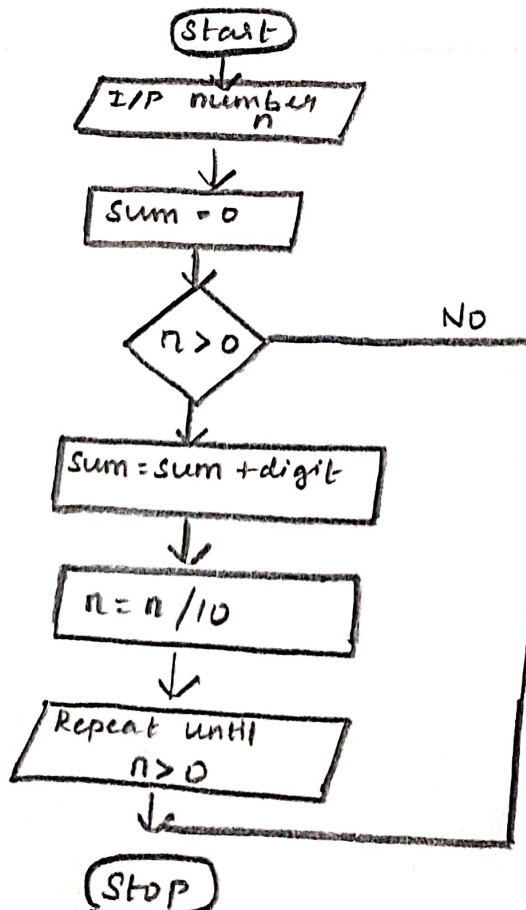 Start
I/P number
n
sum = 0
n > 0
NO
sum = sum + digit
n = n / 10
Repeat until
n > 0
Stop